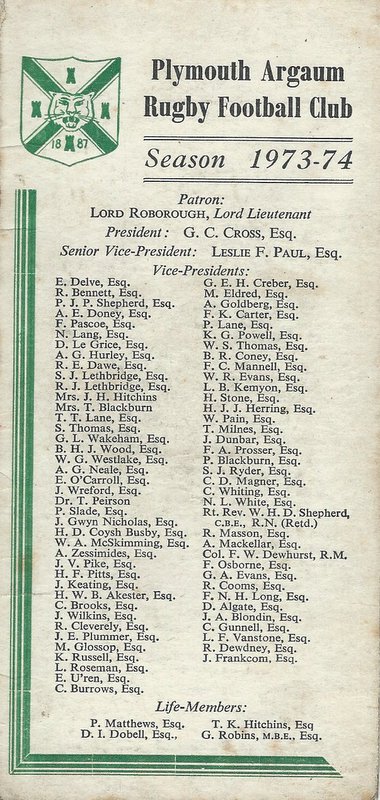 Plymouth Argaum
Rugby Football Club
1887
Season 1973-74
Patron:
LORD ROBOROUGH, Lord Lieutenant
President: G. C. CROSS, Esq.
Senior Vice-President: LESLIE F. PAUL, Esq.
Vice-Presidents:
E. Delve, Esq.
R. Bennett, Esq.
P. J. P. Shepherd, Esq.
A. E. Doney, Esq.
F. Pascoe, Esq.
N. Lang, Esq.
D. Le Grice, Esq.
A. G. Hurley, Esq.
R. E. Dawe, Esq.
S. J. Lethbridge, Esq.
R. J. Lethbridge, Esq.
Mrs. J. H. Hitchins
Mrs. T. Blackburn
T. T. Lane, Esq.
S. Thomas, Esq.
G. L. Wakeham, Esq.
B. H. J. Wood, Esq.
W. G. Westlake, Esq.
A. G. Neale, Esq.
E. O'Carroll, Esq.
J. Wreford, Esq.
Dr. T. Peirson
P. Slade, Esq.
J. Gwyn Nicholas, Esq.
H. D. Coysh Busby, Esq.
W. A. McSkimming, Esq.
A. Zessimides, Esq.
J. V. Pike, Esq.
H. F. Pitts, Esq.
J. Keating, Esq.
H. W. B. Akester, Esq.
C. Brooks, Esq.
J. Wilkins, Esq.
R. Cleverly, Esq.
J. E. Plummer, Esq.
M. Glossop, Esq.
K. Russell, Esq.
L. Roseman, Esq.
E. U'ren, Esq.
C. Burrows, Esq.
G. E. H. Creber, Esq.
M. Eldred, Esq.
A. Goldberg, Esq.
F. K. Carter, Esq.
P. Lane, Esq.
K. G. Powell, Esq.
W. S. Thomas, Esq.
B. R. Coney, Esq.
F. C. Mannell, Esq.
W. R. Evans, Esq.
L. B. Kemyon, Esq.
H. Stone, Esq.
H. J. J. Herring, Esq.
W. Pain, Esq.
T. Milnes, Esq.
J. Dunbar, Esq.
F. A. Prosser, Esq.
P. Blackburn, Esq.
S. J. Ryder, Esq.
C. D. Magner, Esq.
C. Whiting, Esq.
N. L. White, Esq.
Rt. Rev. W. H. D. Shepherd,
C.B.E., R.N. (Retd.)
R. Masson, Esq.
A. Mackellar, Esq.
Col. F. W. Dewhurst, R.M.
F. Osborne, Esq.
G. A. Evans, Esq.
R. Cooms, Esq.
F. N. H. Long, Esq.
D. Algate, Esq.
J. A. Blondin, Esq.
C. Gunnell, Esq.
L. F. Vanstone, Esq.
R. Dewdney, Esq.
J. Frankcom, Esq.
Life-Members:
P. Matthews, Esq. T. K. Hitchins, Esq
D. I. Dobell, Esq., G. Robins, M.B.E., Esq.